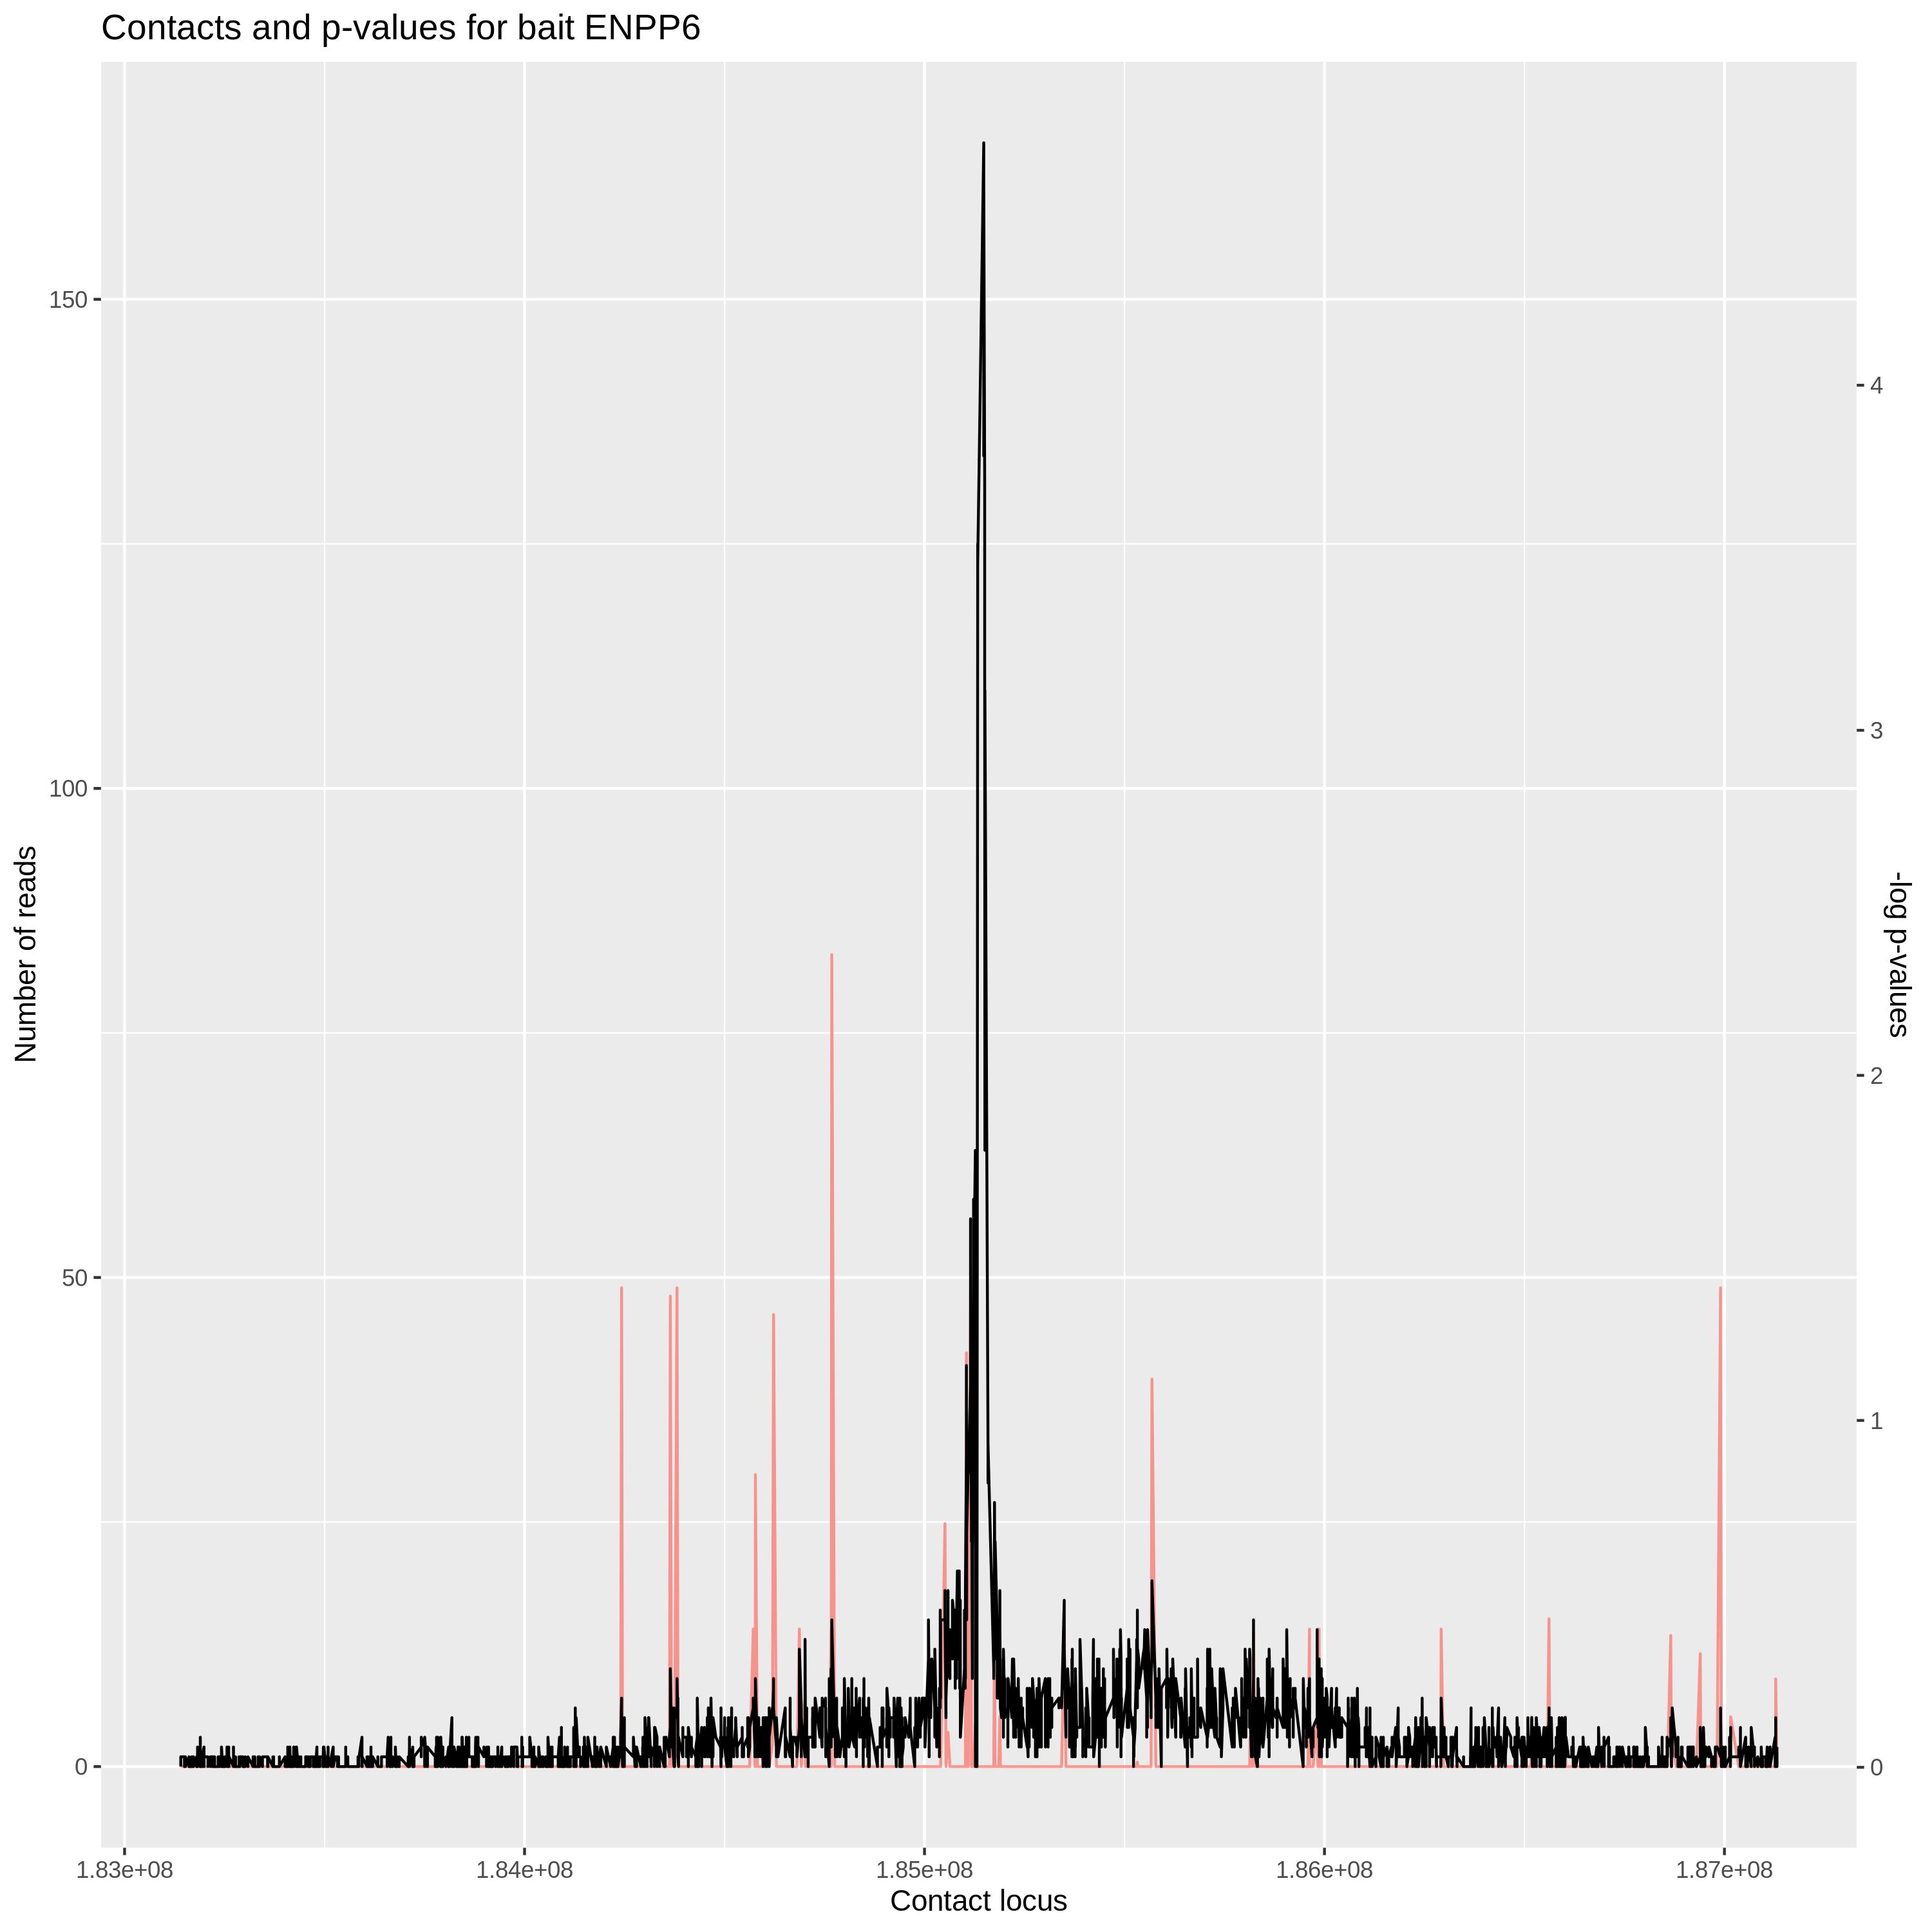 Contacts and p-values for bait ENPP6
150
100
50
0
Number of reads
4
3
2
1
0
-log p-values
1.83e+08
1.84e+08
1.85e+08
1.86e+08
1.87e+08
Contact locus